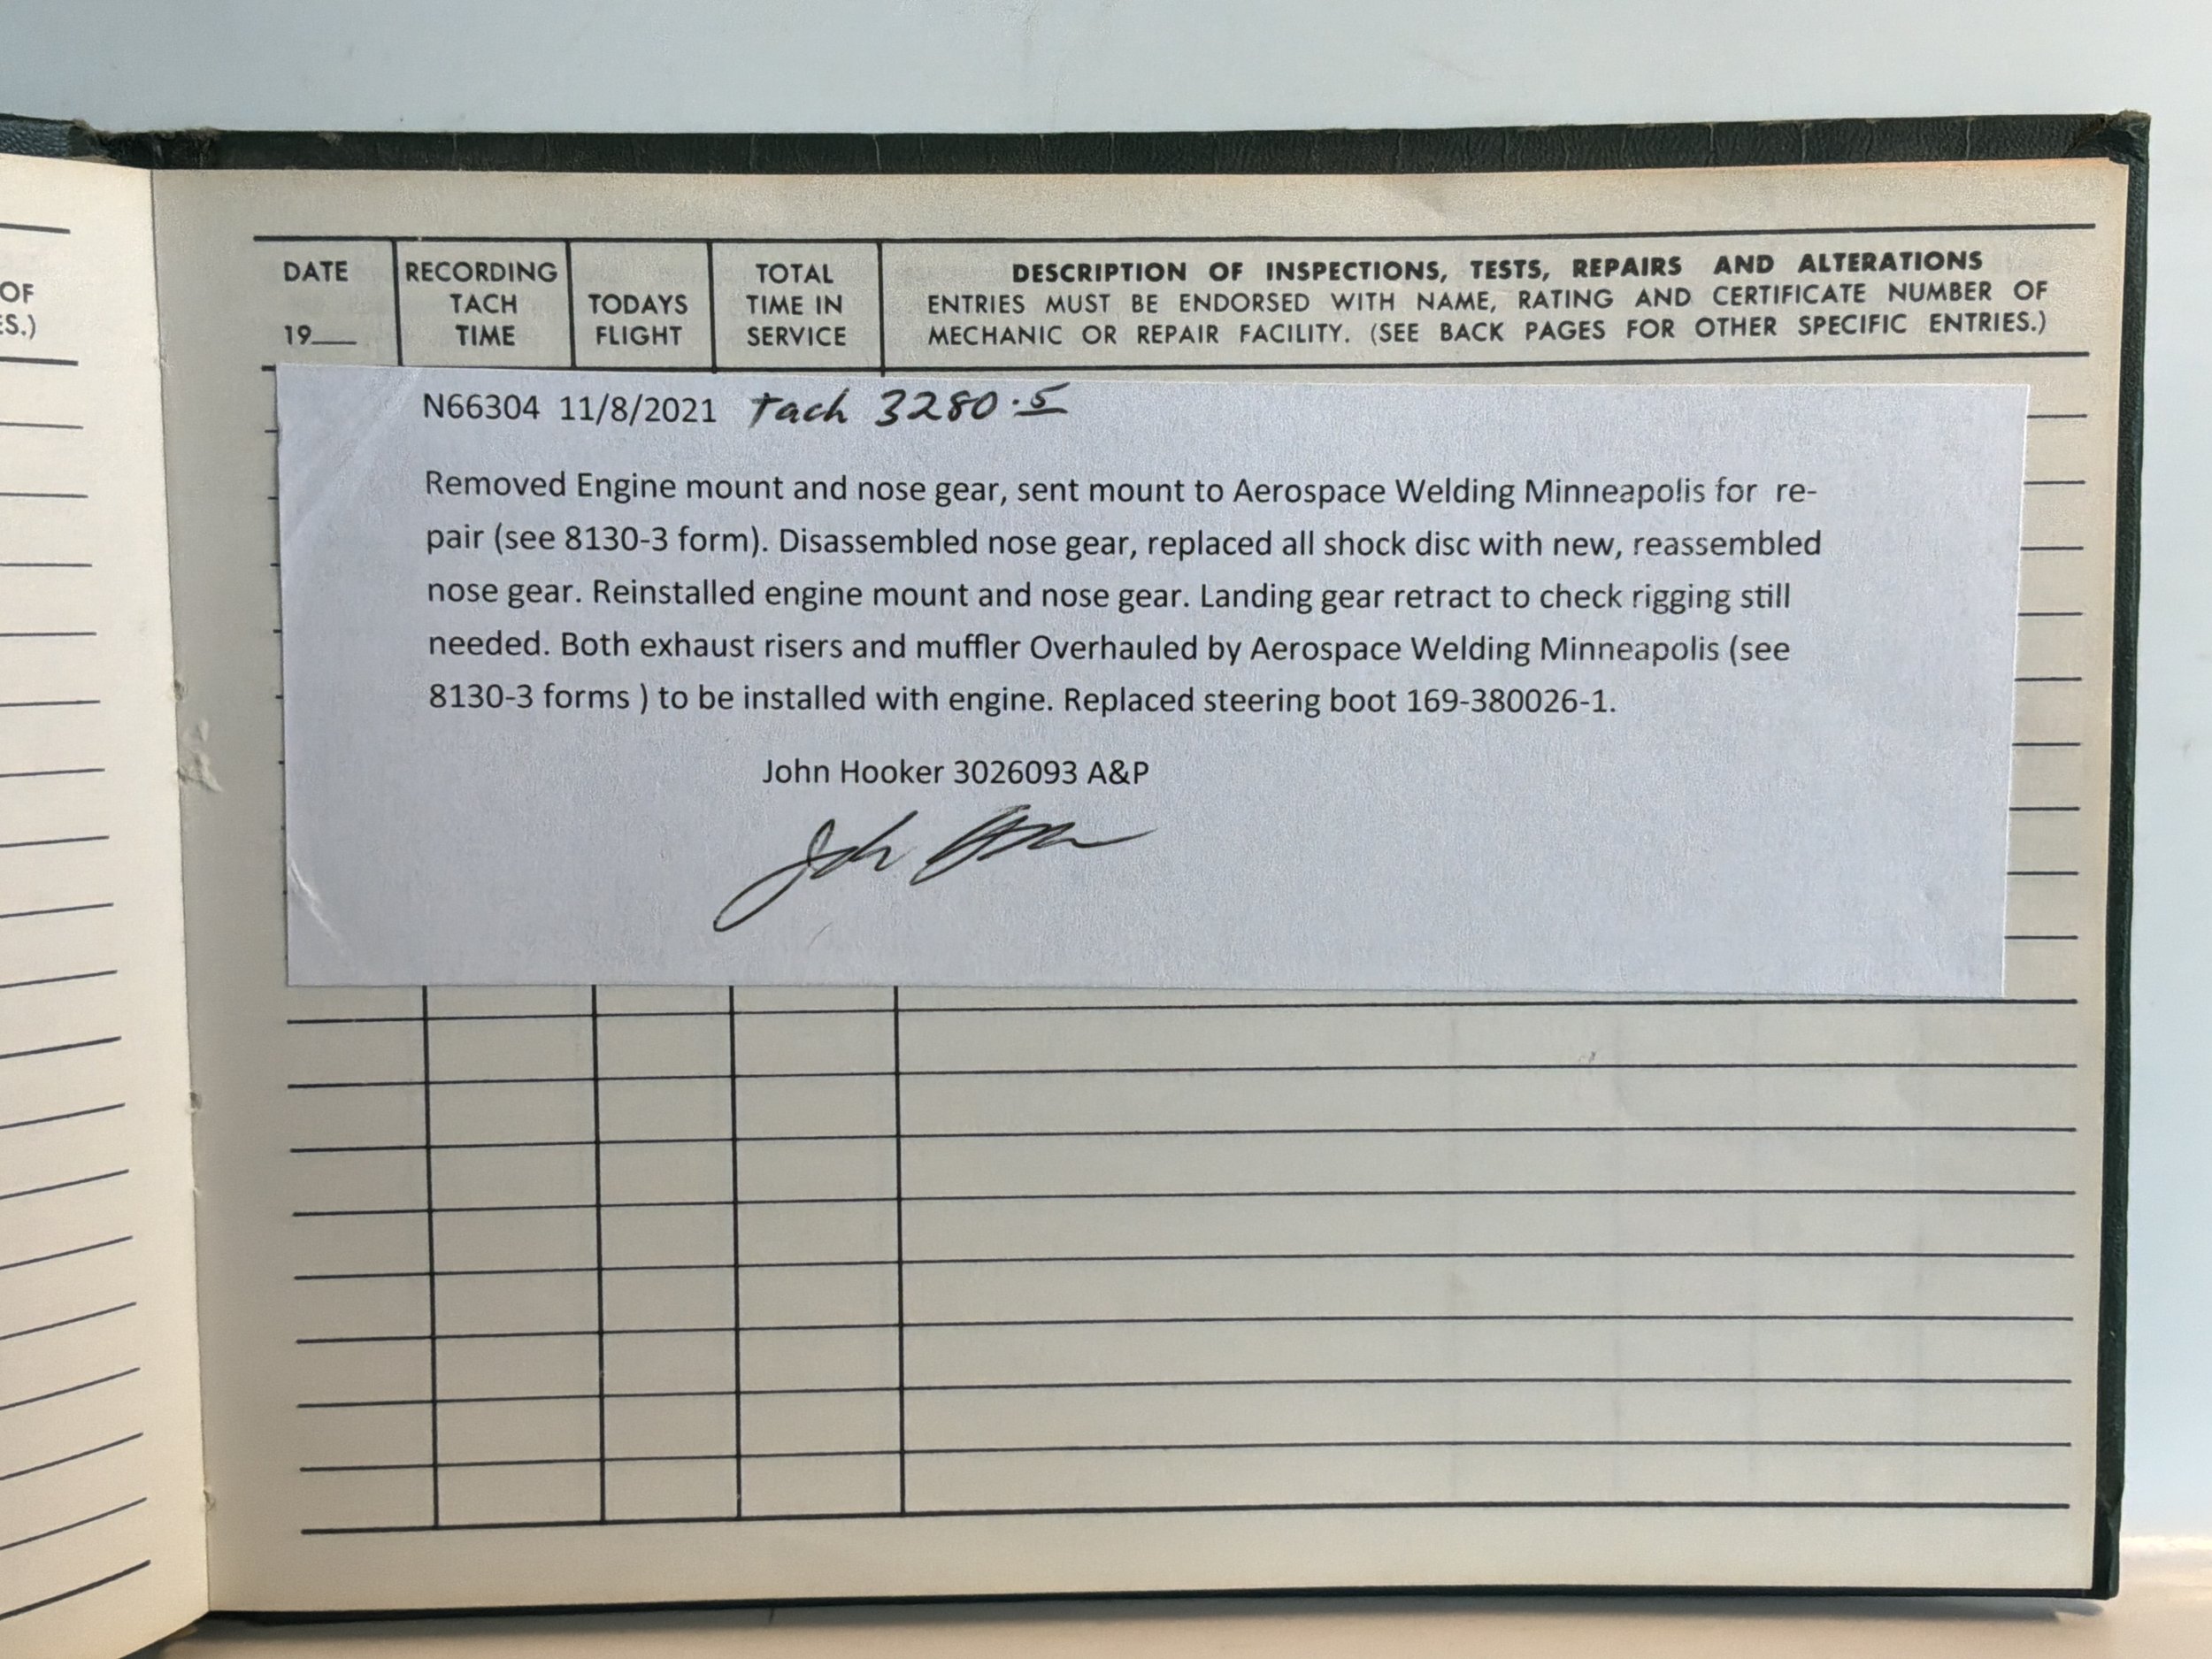 OF
ES.)
DATE
19___
RECORDING
TACH
TIME
TODAYS
FLIGHT
TOTAL
TIME IN
SERVICE
DESCRIPTION OF INSPECTIONS, TESTS, REPAIRS AND ALTERATIONS
ENTRIES MUST BE ENDORSED WITH NAME, RATING AND CERTIFICATE NUMBER OF
MECHANIC OR REPAIR FACILITY. (SEE BACK PAGES FOR OTHER SPECIFIC ENTRIES.)
N66304 11/8/2021 Tach 3280.5
Removed Engine mount and nose gear, sent mount to Aerospace Welding Minneapolis for re-
pair (see 8130-3 form). Disassembled nose gear, replaced all shock disc with new, reassembled
nose gear. Reinstalled engine mount and nose gear. Landing gear retract to check rigging still
needed. Both exhaust risers and muffler Overhauled by Aerospace Welding Minneapolis (see
8130-3 forms ) to be installed with engine. Replaced steering boot 169-380026-1.
John Hooker 3026093 A&P